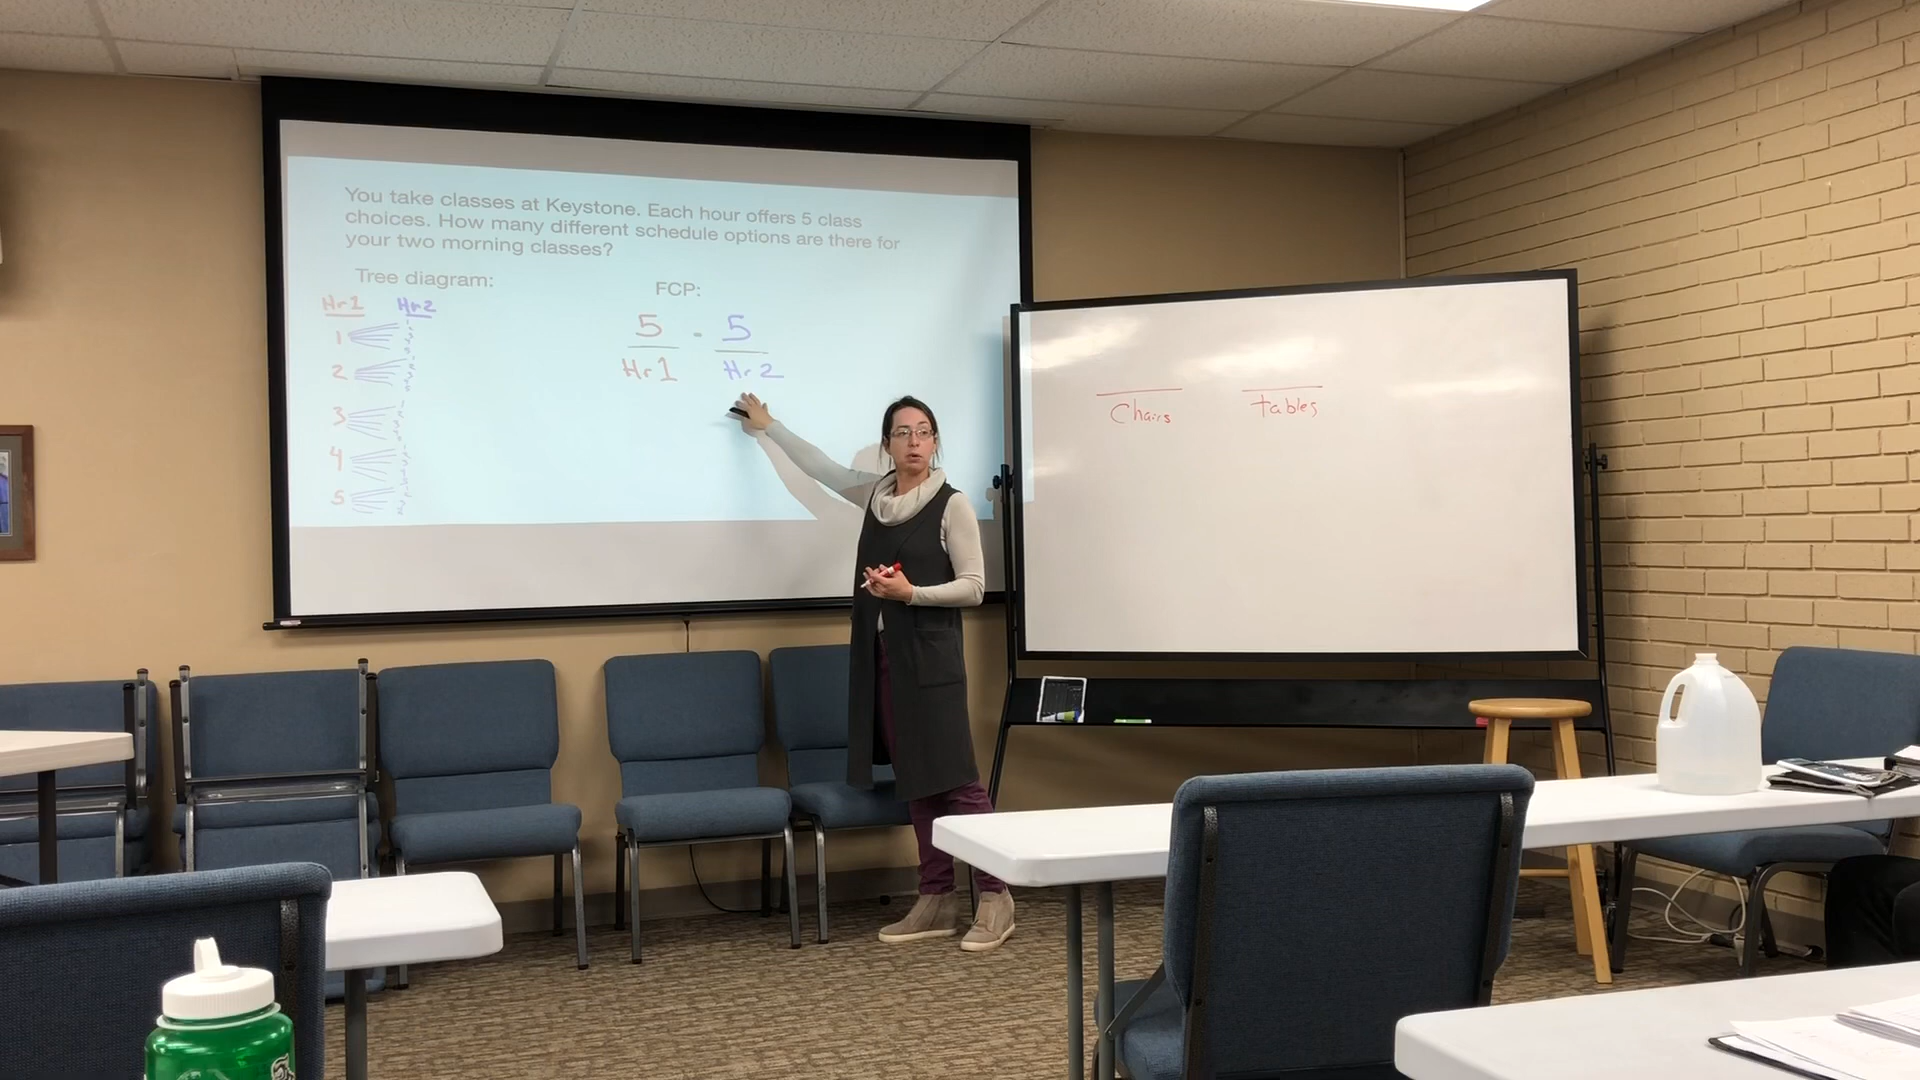 You take classes at Keystone. Each hour offers 5 class
choices. How many different schedule options are there for
your two morning classes?
Tree diagram:
FCP:
Hr1 Hr2
1
2
3
4
5
5 · 5
Hr1 Hr2
Chairs tables